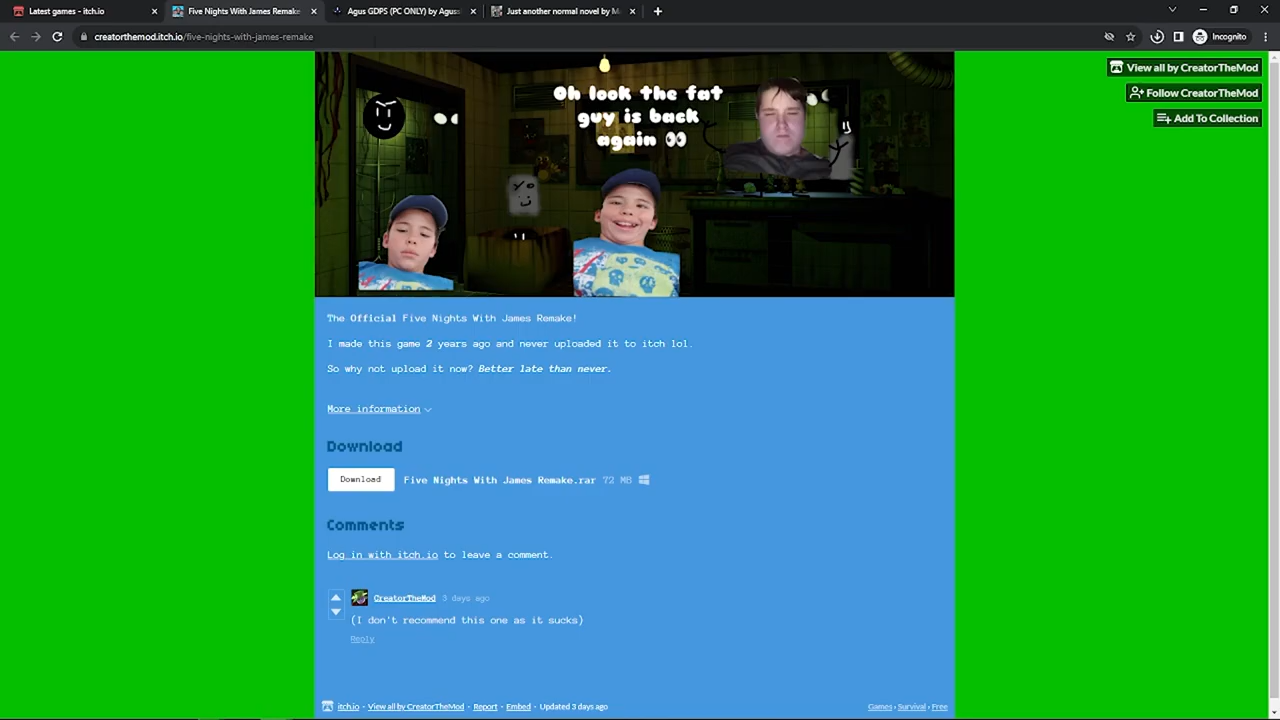 Latest games - itch.io
Five Nights With James Remake
Agus GDPS (PC ONLY) by Aguss
Just another normal novel by M
creatorthemod.itch.io/five-nights-with-james-remake
Incognito
View all by CreatorTheMod
Follow CreatorTheMod
Add To Collection
Oh look the fat
guy is back
again 👀
The Official Five Nights With James Remake!
I made this game 2 years ago and never uploaded it to itch lol.
So why not upload it now? Better late than never.
More information
Download
Download Five Nights With James Remake.rar 72 MB
Comments
Log in with itch.io to leave a comment.
CreatorTheMod 3 days ago
(I don't recommend this one as it sucks)
Reply
itch.io · View all by CreatorTheMod · Report · Embed · Updated 3 days ago
Games › Survival › Free